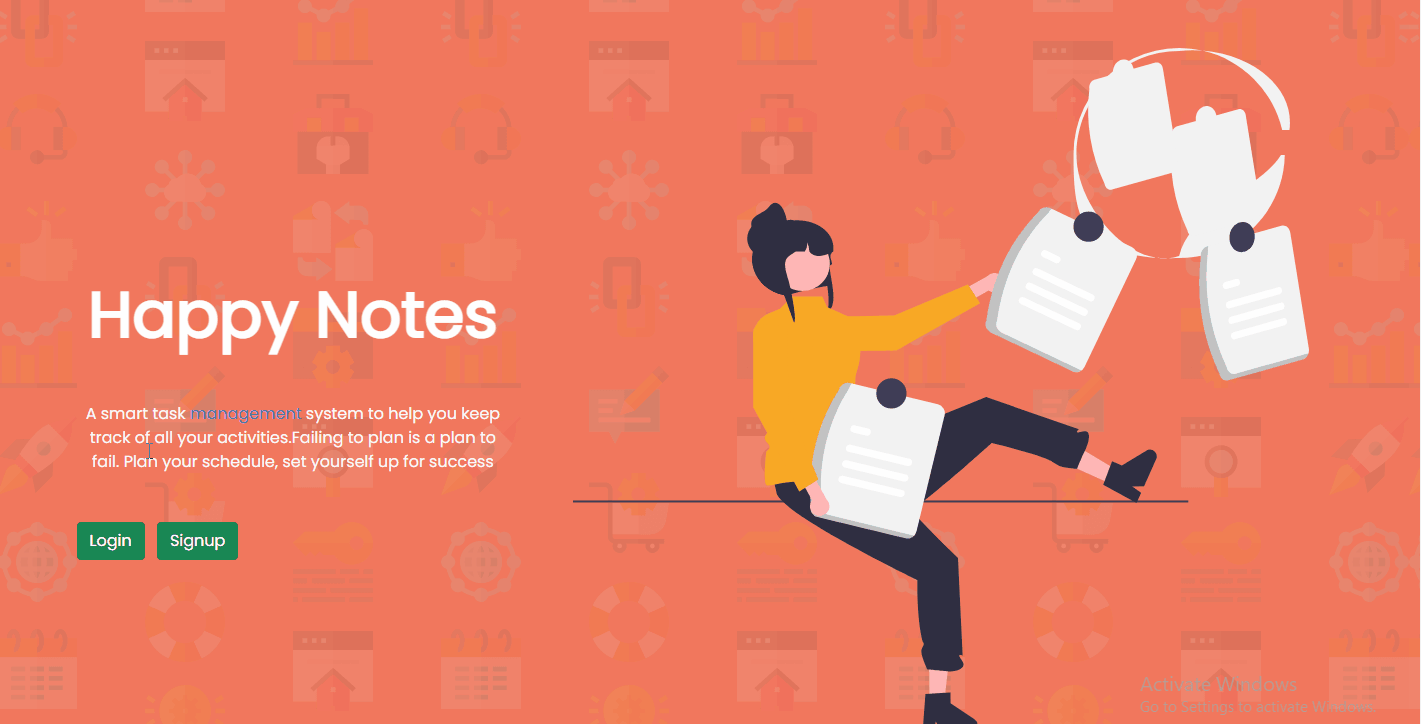 Happy Notes
A smart task management system to help you keep
track of all your activities.Failing to plan is a plan to
fail. Plan your schedule, set yourself up for success
Login Signup
Activate Windows
Go to Settings to activate Windows.